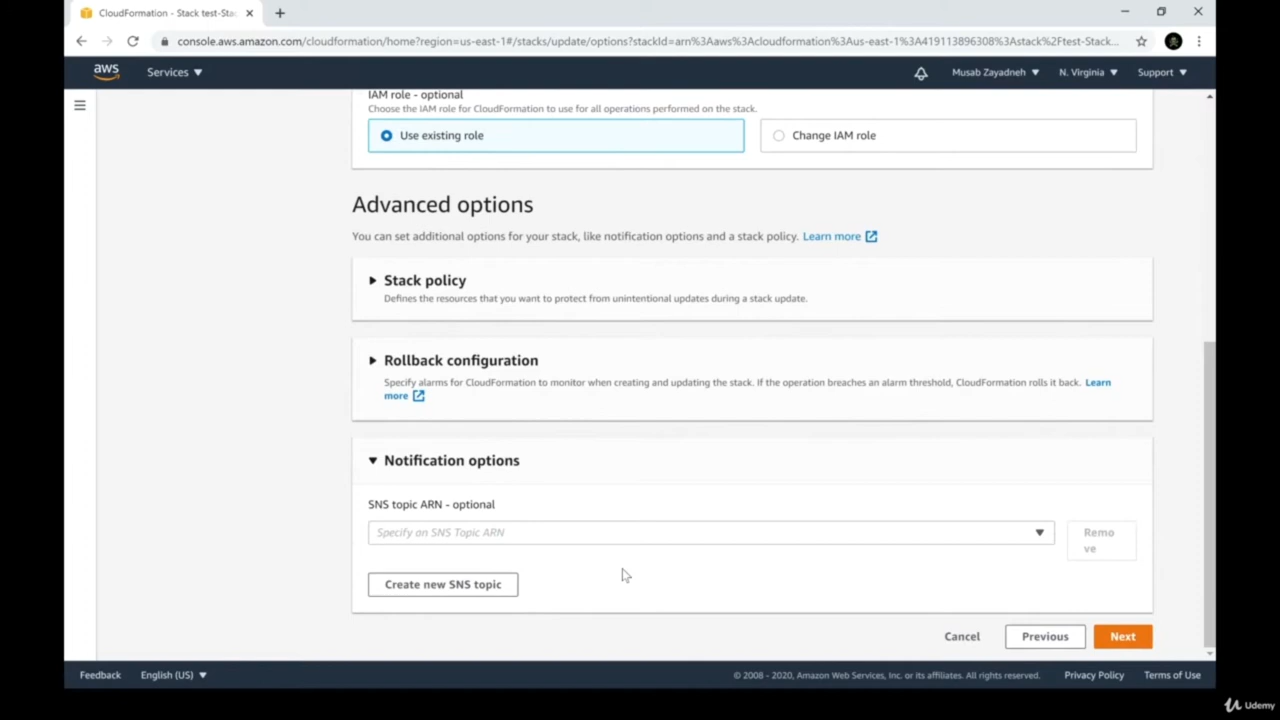 CloudFormation - Stack test-Stac
console.aws.amazon.com/cloudformation/home?region=us-east-1#/stacks/update/options?stackId=arn%3Aaws%3Acloudformation%3Aus-east-1%3A419113896308%3Astack%2Ftest-Stack...
aws Services Musab Zayadneh N. Virginia Support
IAM role - optional
Choose the IAM role for CloudFormation to use for all operations performed on the stack.
Use existing role Change IAM role
Advanced options
You can set additional options for your stack, like notification options and a stack policy. Learn more
Stack policy
Defines the resources that you want to protect from unintentional updates during a stack update.
Rollback configuration
Specify alarms for CloudFormation to monitor when creating and updating the stack. If the operation breaches an alarm threshold, CloudFormation rolls it back. Learn
more
Notification options
SNS topic ARN - optional
Specify an SNS Topic ARN Remo
ve
Create new SNS topic
Cancel Previous Next
Feedback English (US) © 2008 - 2020, Amazon Web Services, Inc. or its affiliates. All rights reserved. Privacy Policy Terms of Use
Udemy